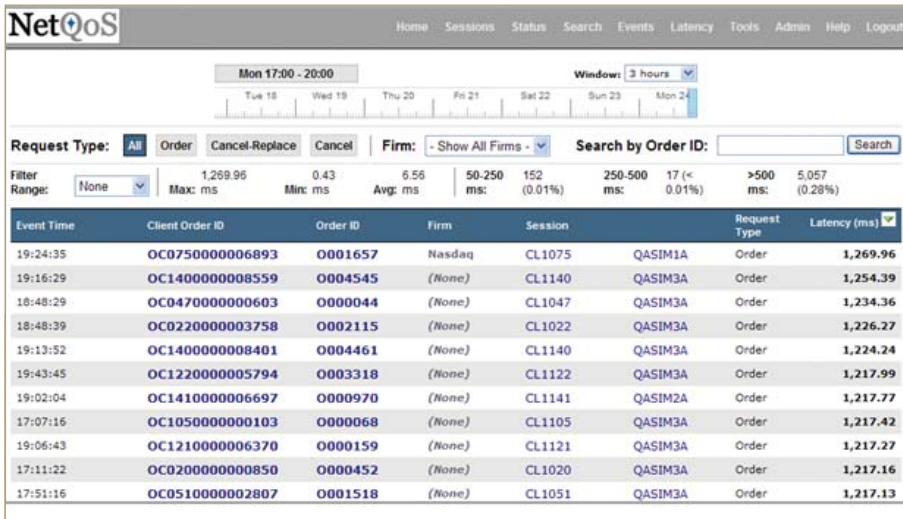 NetQoS
Home Sessions Status Search Events Latency Tools Admin Help Logout
Mon 17:00 - 20:00 Window: 3 hours
Tue 18 Wed 19 Thu 20 Fri 21 Sat 22 Sun 23 Mon 24
Request Type: All Order Cancel-Replace Cancel Firm: - Show All Firms - Search by Order ID: Search
Filter Range: None Max: 1,269.96 ms Min: 0.43 ms Avg: 6.56 ms 50-250 ms: 152 (0.01%) 250-500 ms: 17 (< 0.01%) >500 ms: 5,057 (0.28%)
Event Time Client Order ID Order ID Firm Session Request Type Latency (ms)
19:24:35 OC0750000006893 O001657 Nasdaq CL1075 QASIM1A Order 1,269.96
19:16:29 OC1400000008559 O004545 (None) CL1140 QASIM3A Order 1,254.39
18:48:29 OC0470000000603 O000044 (None) CL1047 QASIM3A Order 1,234.36
18:48:39 OC0220000003758 O002115 (None) CL1022 QASIM3A Order 1,226.27
19:13:52 OC1400000008401 O004461 (None) CL1140 QASIM3A Order 1,224.24
19:43:45 OC1220000005794 O003318 (None) CL1122 QASIM3A Order 1,217.99
19:02:04 OC1410000006697 O000970 (None) CL1141 QASIM2A Order 1,217.77
17:07:16 OC1050000000103 O000068 (None) CL1105 QASIM3A Order 1,217.42
19:06:43 OC1210000006370 O000159 (None) CL1121 QASIM3A Order 1,217.27
17:11:22 OC0200000000850 O000452 (None) CL1020 QASIM3A Order 1,217.16
17:51:16 OC0510000002807 O001518 (None) CL1051 QASIM3A Order 1,217.13